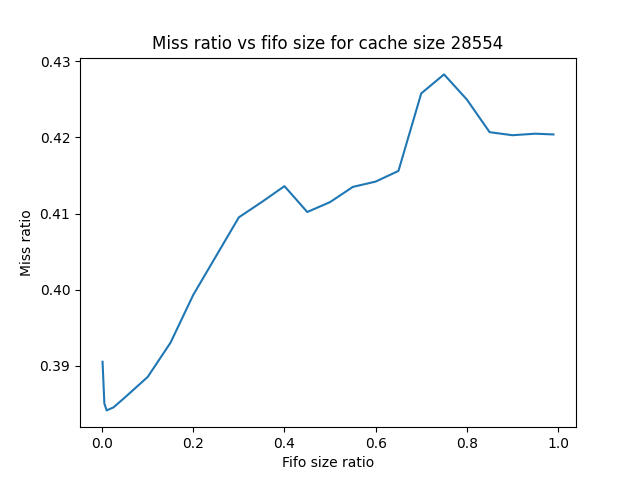 Miss ratio vs fifo size for cache size 28554
0.43
0.42
0.41
0.40
0.39
Miss ratio
0.0 0.2 0.4 0.6 0.8 1.0
Fifo size ratio